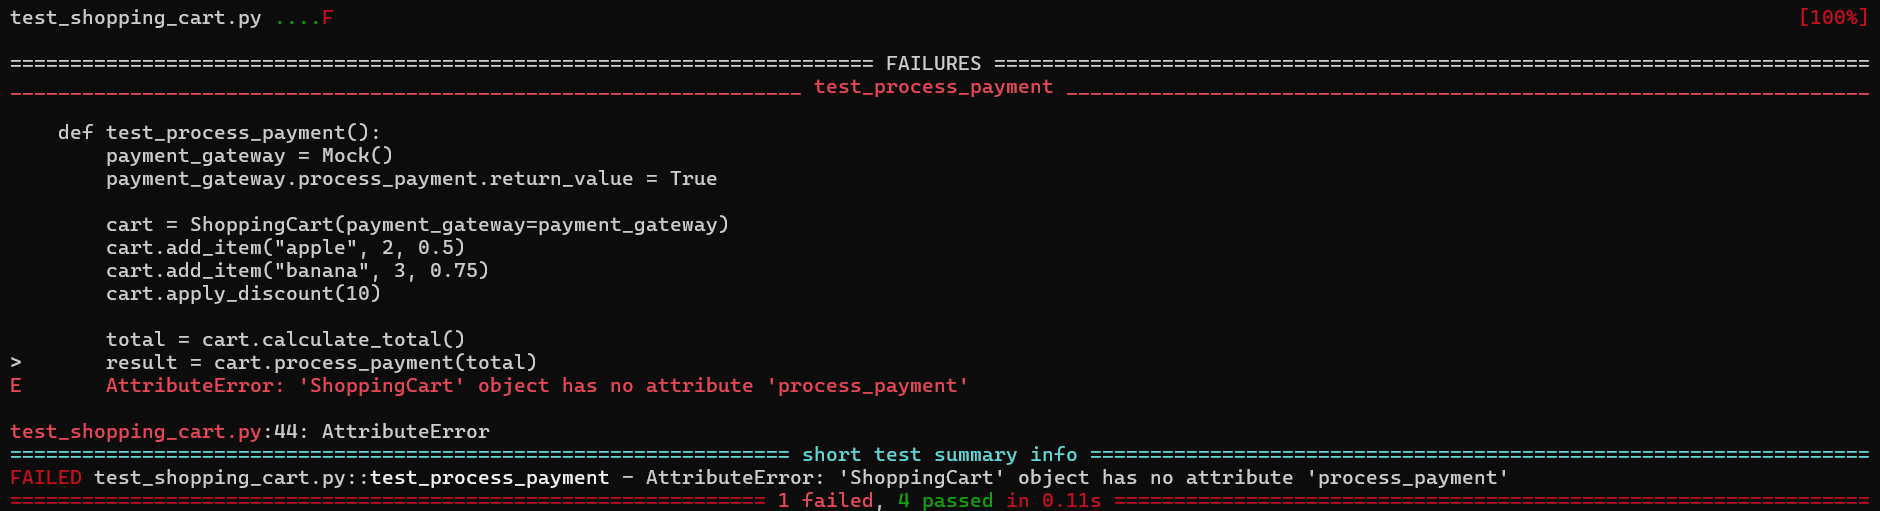 test_shopping_cart.py ....F [100%]
======================================================================== FAILURES =========================================================================
__________________________________________________________________ test_process_payment ___________________________________________________________________
    def test_process_payment():
        payment_gateway = Mock()
        payment_gateway.process_payment.return_value = True
        cart = ShoppingCart(payment_gateway=payment_gateway)
        cart.add_item("apple", 2, 0.5)
        cart.add_item("banana", 3, 0.75)
        cart.apply_discount(10)
        total = cart.calculate_total()
>       result = cart.process_payment(total)
E       AttributeError: 'ShoppingCart' object has no attribute 'process_payment'
test_shopping_cart.py:44: AttributeError
================================================================= short test summary info =================================================================
FAILED test_shopping_cart.py::test_process_payment - AttributeError: 'ShoppingCart' object has no attribute 'process_payment'
=============================================================== 1 failed, 4 passed in 0.11s ===============================================================